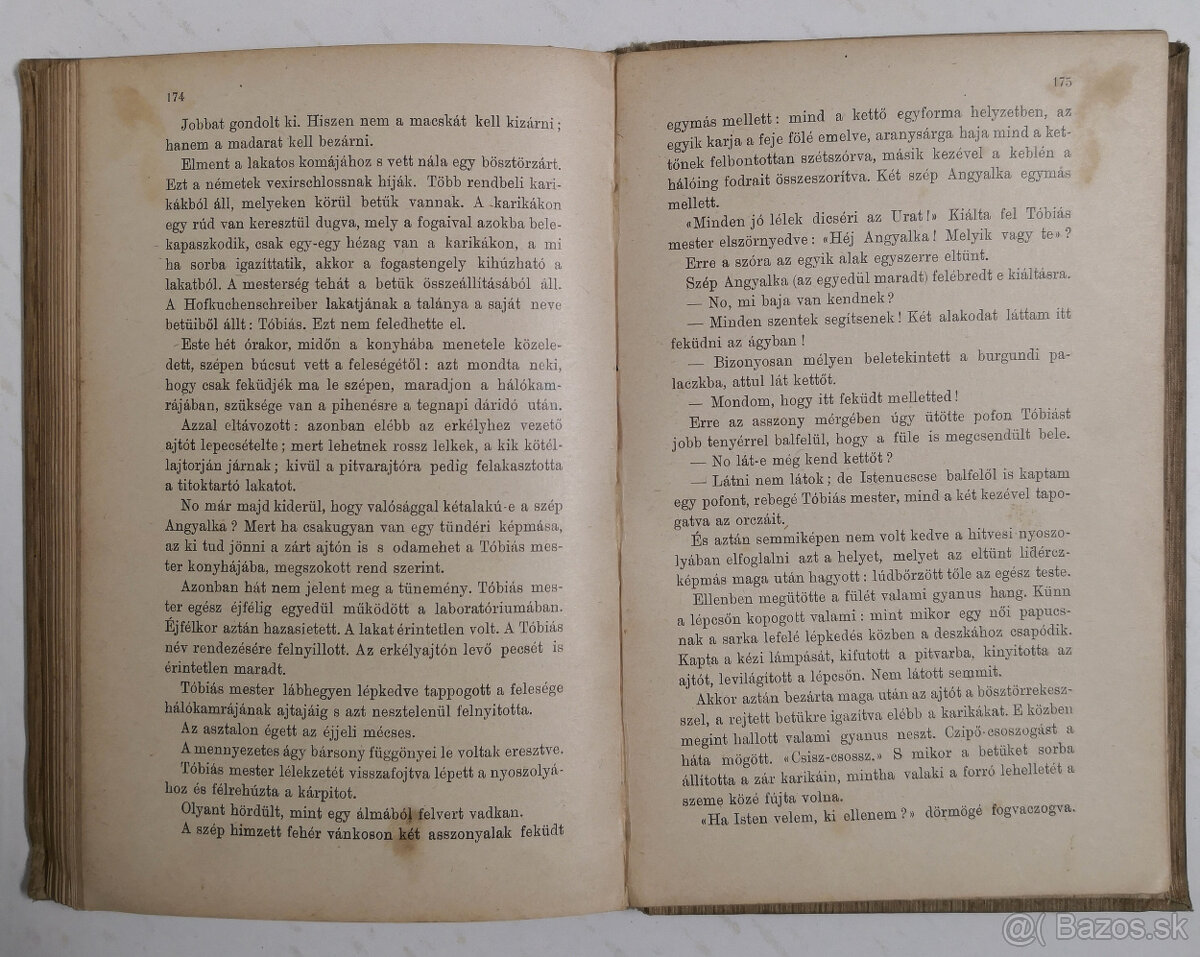 174
Jobbat gondolt ki. Hiszen nem a macskát kell kizárni;
hanem a madarat kell bezárni.
Elment a lakatos komájához s vett nála egy böstörzárt.
Ezt a németek vexirschlossnak híják. Több rendbeli kari-
kákból áll, melyeken körül betük vannak. A karikákon
egy rúd van keresztül dugva, mely a fogaival azokba bele-
kapaszkodik, csak egy-egy hézag van a karikákon, a mi
ha sorba igazíttatik, akkor a fogastengely kihúzható a
lakatból. A mesterség tehát a betük összeállításából áll.
A Hofkuchenschreiber lakatjának a talánya a saját neve
betüiből állt: Tóbiás. Ezt nem feledhette el.
Este hét órakor, midőn a konyhába menetele közele-
dett, szépen búcsut vett a feleségétől: azt mondta neki,
hogy csak feküdjék ma le szépen, maradjon a hálókam-
rájában, szüksége van a pihenésre a tegnapi dáridó után.
Azzal eltávozott: azonban elébb az erkélyhez vezető
ajtót lepecsételte; mert lehetnek rossz lelkek, a kik kötél-
lajtorján járnak; kivül a pitvarajtóra pedig felakasztotta
a titoktartó lakatot.
No már majd kiderül, hogy valósággal kétalakú-e a szép
Angyalka? Mert ha csakugyan van egy tündéri képmása,
az ki tud jönni a zárt ajtón is s odamehet a Tóbiás mes-
ter konyhájába, megszokott rend szerint.
Azonban hát nem jelent meg a tünemény. Tóbiás mes-
ter egész éjfélig egyedül működött a laboratóriumában.
Éjfélkor aztán hazasietett. A lakat érintetlen volt. A Tóbiás
név rendezésére felnyillott. Az erkélyajtón levő pecsét is
érintetlen maradt.
Tóbiás mester lábhegyen lépkedve tappogott a felesége
hálókamrájának ajtajáig s azt nesztelenül felnyitotta.
Az asztalon égett az éjjeli mécses.
A mennyezetes ágy bársony függönyei le voltak eresztve.
Tóbiás mester lélekzetét visszafojtva lépett a nyoszolyá-
hoz és félrehúzta a kárpitot.
Olyant hördült, mint egy álmából felvert vadkan.
A szép himzett fehér vánkoson két asszonyalak feküdt
175
egymás mellett: mind a kettő egyforma helyzetben, az
egyik karja a feje fölé emelve, aranysárga haja mind a ket-
tőnek felbontottan szétszórva, másik kezével a keblén a
hálóing fodrait összeszorítva. Két szép Angyalka egymás
mellett.
«Minden jó lélek dicséri az Urat!» Kiálta fel Tóbiás
mester elszörnyedve: «Héj Angyalka! Melyik vagy te»?
Erre a szóra az egyik alak egyszerre eltünt.
Szép Angyalka (az egyedül maradt) felébredt e kiáltásra.
— No, mi baja van kendnek?
— Minden szentek segítsenek! Két alakodat láttam itt
feküdni az ágyban!
— Bizonyosan mélyen beletekintett a burgundi pa-
laczkba, attul lát kettőt.
— Mondom, hogy itt feküdt melletted!
Erre az asszony mérgében úgy ütötte pofon Tóbiást
jobb tenyérrel balfelül, hogy a füle is megcsendült bele.
— No lát-e még kend kettőt?
— Látni nem látok; de Istenucscse balfelől is kaptam
egy pofont, rebegé Tóbiás mester, mind a két kezével tapo-
gatva az orczáit.
És aztán semmiképen nem volt kedve a hitvesi nyoszo-
lyában elfoglalni azt a helyet, melyet az eltünt lidércz-
képmás maga után hagyott: lúdbőrzött tőle az egész teste.
Ellenben megütötte a fülét valami gyanus hang. Künn
a lépcsőn kopogott valami: mint mikor egy női papucs-
nak a sarka lefelé lépkedés közben a deszkához csapódik.
Kapta a kézi lámpását, kifutott a pitvarba, kinyitotta az
ajtót, levilágított a lépcsőn. Nem látott semmit.
Akkor aztán bezárta maga után az ajtót a bösztörrekesz-
szel, a rejtett betükre igazitva elébb a karikákat. E közben
megint hallott valami gyanus neszt. Czipő-csoszogást a
háta mögött. «Csisz-csossz.» S mikor a betüket sorba
állította a zár karikáin, mintha valaki a forró lehelletét a
szeme közé fújta volna.
«Ha Isten velem, ki ellenem?» dörmögé fogvaczogva.
@( Bazos.sk